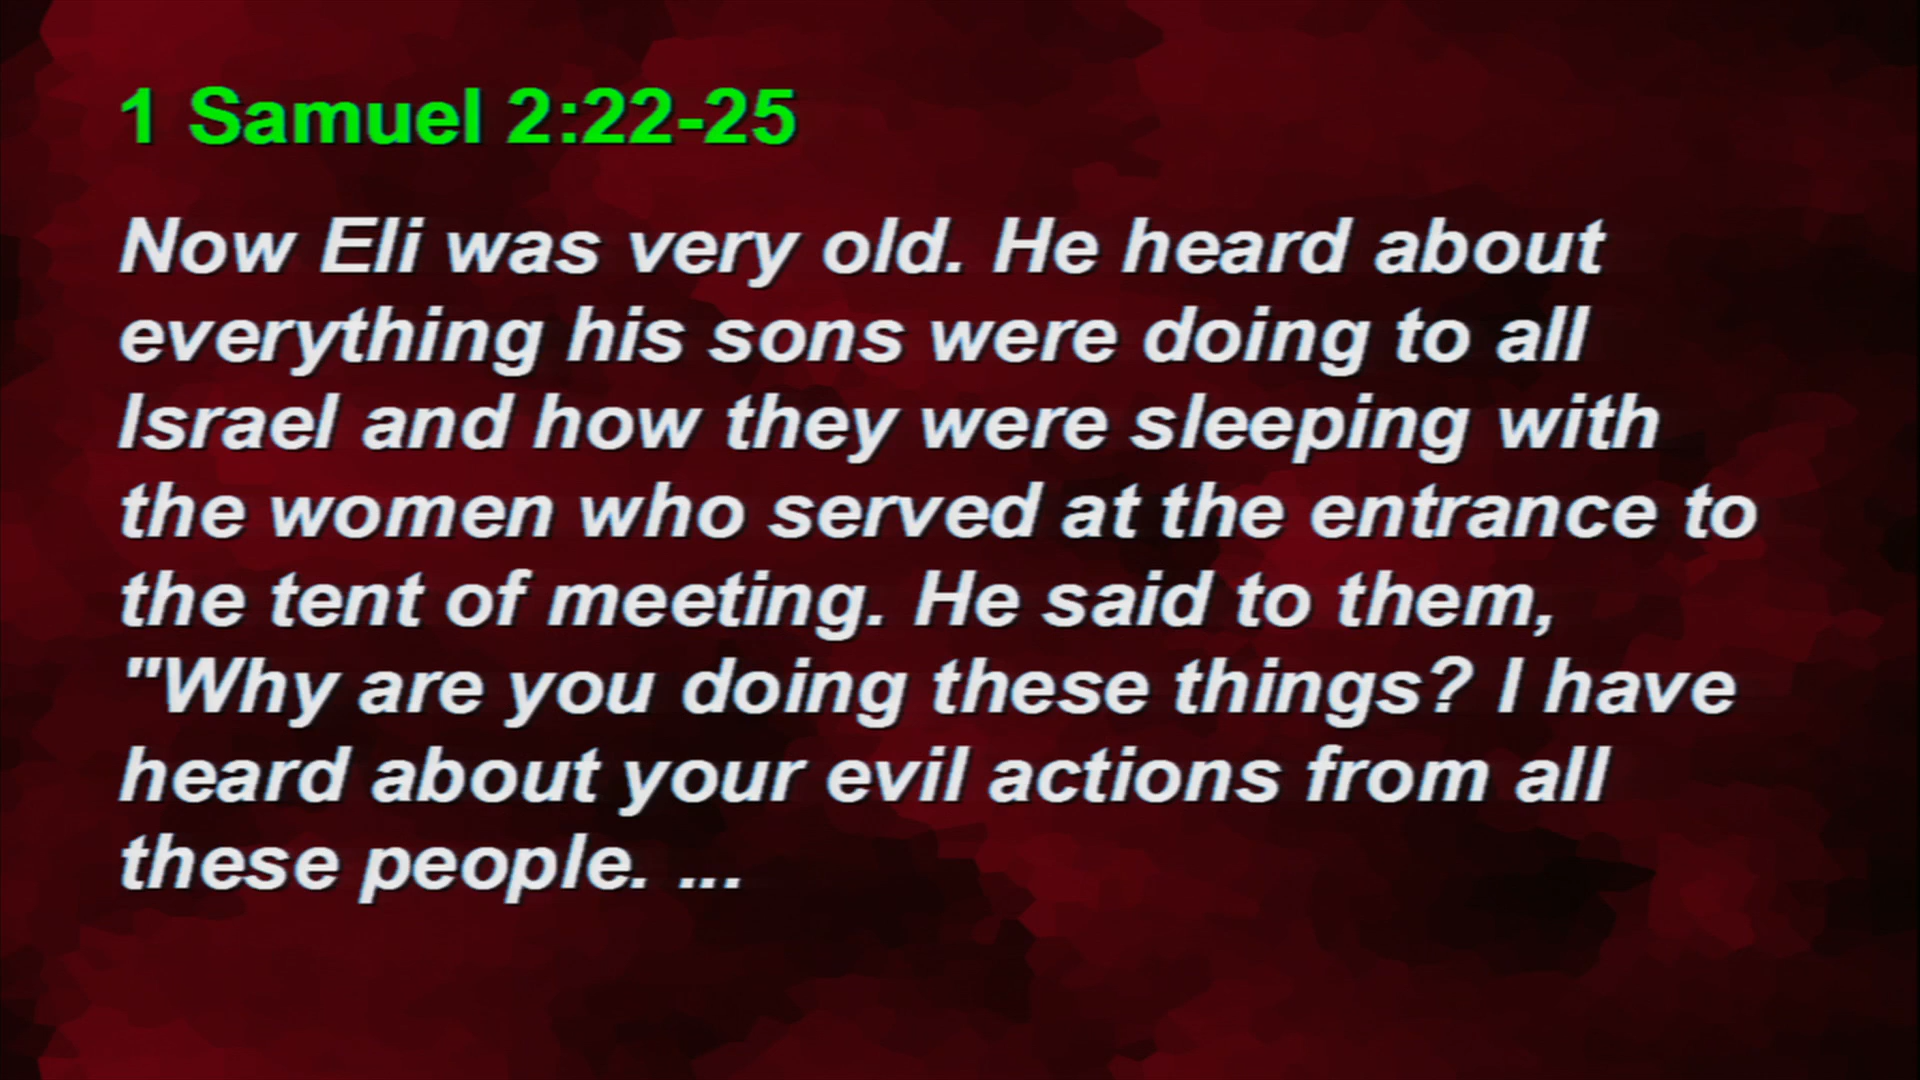 1 Samuel 2:22-25
Now Eli was very old. He heard about
everything his sons were doing to all
Israel and how they were sleeping with
the women who served at the entrance to
the tent of meeting. He said to them,
"Why are you doing these things? I have
heard about your evil actions from all
these people. ...